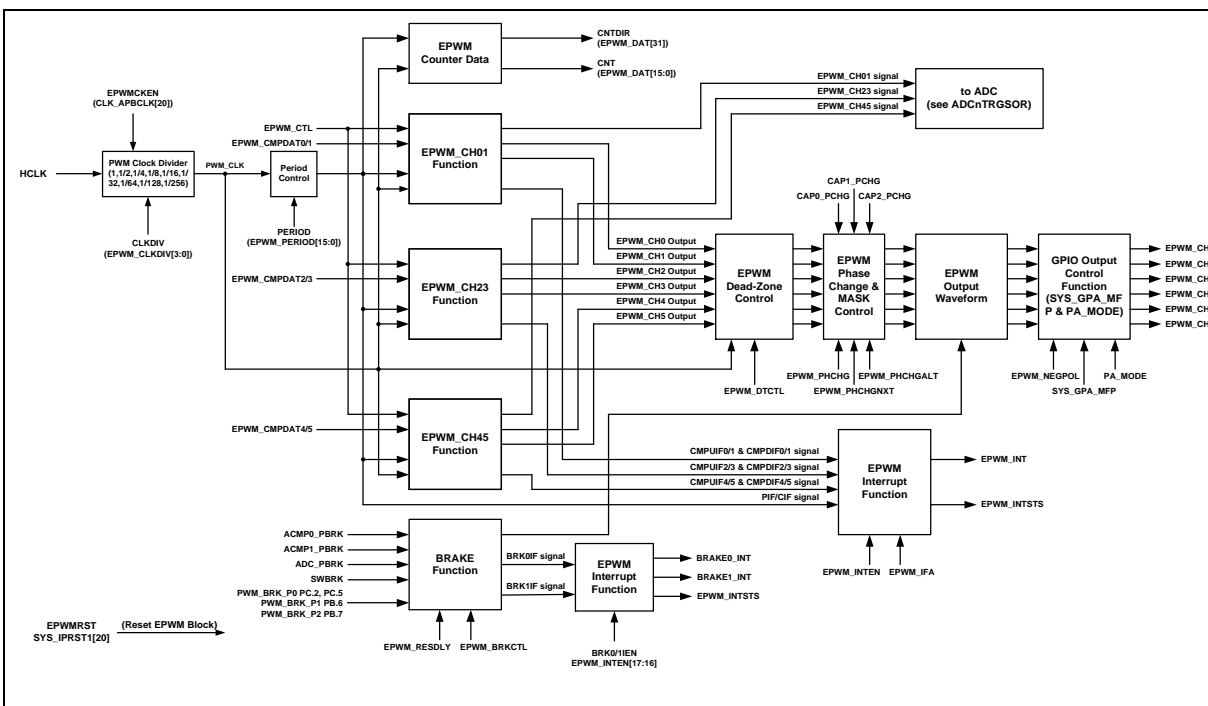 EPWM
Counter Data
CNTDIR
(EPWM_DAT[31])
CNT
(EPWM_DAT[15:0])
EPWMCKEN
(CLK_APBCLK[20])
HCLK
PWM Clock Divider
(1,1/2,1/4,1/8,1/16,1/
32,1/64,1/128,1/256)
PWM_CLK
CLKDIV
(EPWM_CLKDIV[3:0])
Period
Control
PERIOD
(EPWM_PERIOD[15:0])
EPWM_CTL
EPWM_CMPDAT0/1
EPWM_CH01
Function
EPWM_CMPDAT2/3
EPWM_CH23
Function
EPWM_CMPDAT4/5
EPWM_CH45
Function
EPWM_CH01 signal
EPWM_CH23 signal
EPWM_CH45 signal
to ADC
(see ADCnTRGSOR)
EPWM_CH0 Output
EPWM_CH1 Output
EPWM_CH2 Output
EPWM_CH3 Output
EPWM_CH4 Output
EPWM_CH5 Output
EPWM
Dead-Zone
Control
EPWM_DTCTL
CAP1_PCHG
CAP0_PCHG
CAP2_PCHG
EPWM
Phase
Change &
MASK
Control
EPWM_PHCHG
EPWM_PHCHGALT
EPWM_PHCHGNXT
EPWM
Output
Waveform
GPIO Output
Control
Function
(SYS_GPA_MF
P & PA_MODE)
EPWM_NEGPOL
PA_MODE
SYS_GPA_MFP
EPWM_CH
EPWM_CH
EPWM_CH
EPWM_CH
EPWM_CH
EPWM_CH
CMPUIF0/1 & CMPDIF0/1 signal
CMPUIF2/3 & CMPDIF2/3 signal
CMPUIF4/5 & CMPDIF4/5 signal
PIF/CIF signal
EPWM
Interrupt
Function
EPWM_INT
EPWM_INTSTS
EPWM_INTEN
EPWM_IFA
ACMP0_PBRK
ACMP1_PBRK
ADC_PBRK
SWBRK
PWM_BRK_P0 PC.2, PC.5
PWM_BRK_P1 PB.6
PWM_BRK_P2 PB.7
BRAKE
Function
EPWM_RESDLY
EPWM_BRKCTL
BRK0IF signal
BRK1IF signal
EPWM
Interrupt
Function
BRAKE0_INT
BRAKE1_INT
EPWM_INTSTS
BRK0/1IEN
EPWM_INTEN[17:16]
EPWMRST
SYS_IPRST1[20]
(Reset EPWM Block)